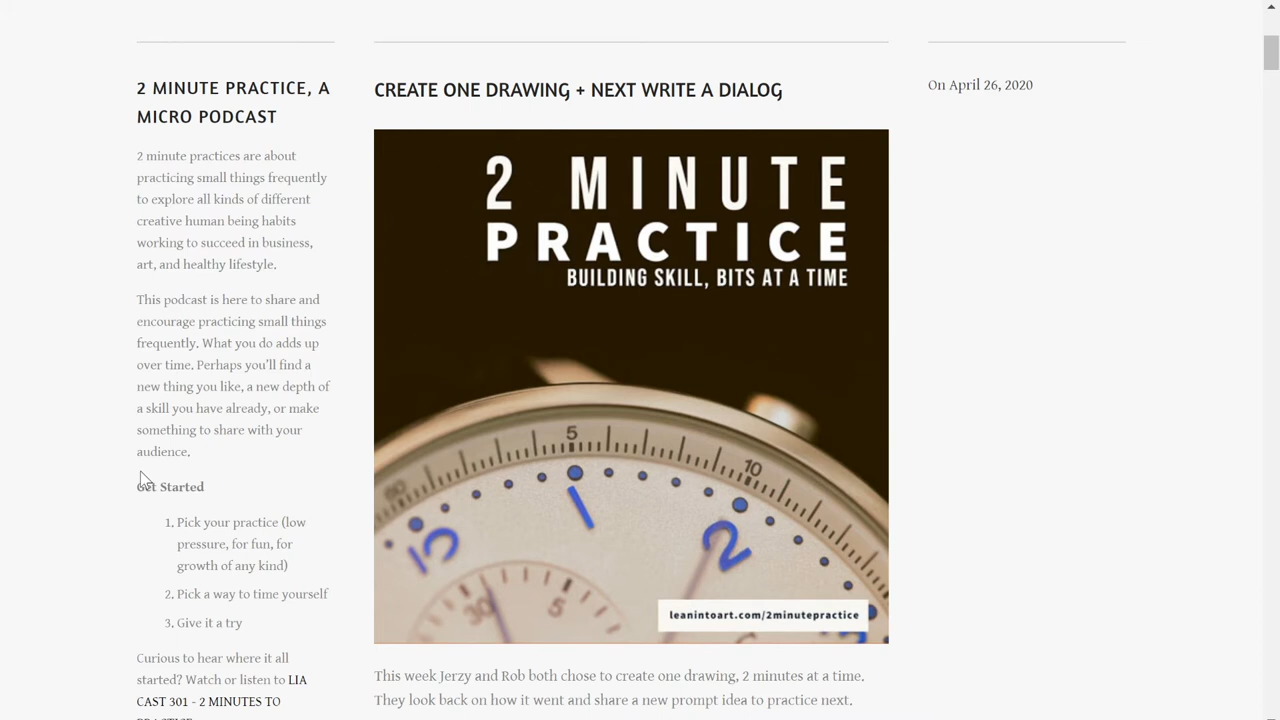 2 MINUTE PRACTICE, A
MICRO PODCAST
2 minute practices are about
practicing small things frequently
to explore all kinds of different
creative human being habits
working to succeed in business,
art, and healthy lifestyle.
This podcast is here to share and
encourage practicing small things
frequently. What you do adds up
over time. Perhaps you'll find a
new thing you like, a new depth of
a skill you have already, or make
something to share with your
audience.
Get Started
1. Pick your practice (low
pressure, for fun, for
growth of any kind)
2. Pick a way to time yourself
3. Give it a try
Curious to hear where it all
started? Watch or listen to LIA
CAST 301 - 2 MINUTES TO
PRACTICE
CREATE ONE DRAWING + NEXT WRITE A DIALOG
2 MINUTE
PRACTICE
BUILDING SKILL, BITS AT A TIME
60
5
10
1
2
30
5
leanintoart.com/2minutepractice
This week Jerzy and Rob both chose to create one drawing, 2 minutes at a time.
They look back on how it went and share a new prompt idea to practice next.
On April 26, 2020